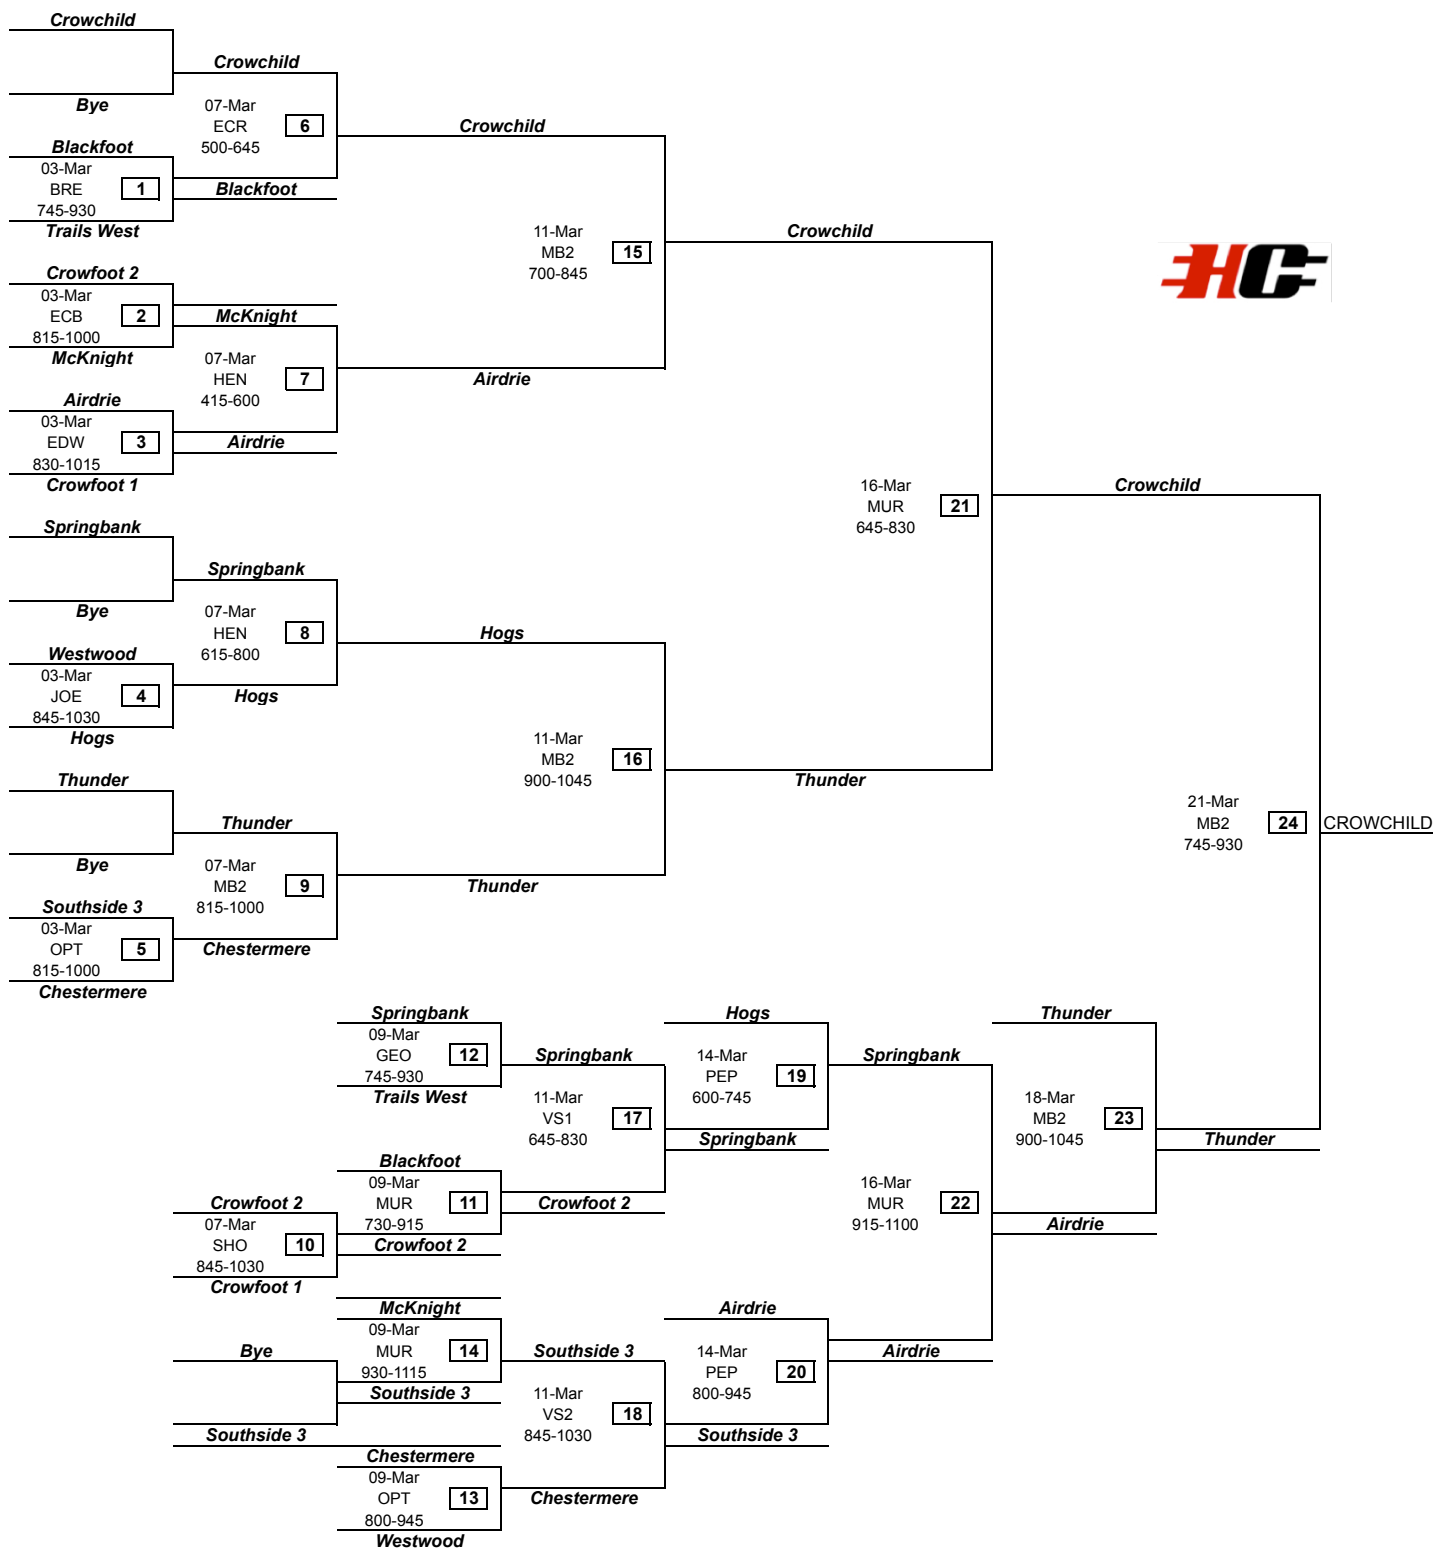 Crowchild
Crowchild
Bye
07-Mar
ECR
6
500-645
Crowchild
Blackfoot
03-Mar
BRE
1
745-930
Blackfoot
Trails West
11-Mar
MB2
15
700-845
Crowchild
HC
Crowfoot 2
03-Mar
ECB
2
815-1000
McKnight
McKnight
07-Mar
HEN
7
415-600
Airdrie
Airdrie
03-Mar
EDW
3
830-1015
Airdrie
Crowfoot 1
16-Mar
MUR
21
645-830
Crowchild
Springbank
Springbank
Bye
07-Mar
HEN
8
615-800
Hogs
Westwood
03-Mar
JOE
4
845-1030
Hogs
Hogs
11-Mar
MB2
16
900-1045
Thunder
Thunder
Thunder
Bye
07-Mar
MB2
9
815-1000
Thunder
21-Mar
MB2
24
745-930
CROWCHILD
Southside 3
03-Mar
OPT
5
815-1000
Chestermere
Chestermere
Springbank
09-Mar
GEO
12
745-930
Trails West
Springbank
11-Mar
VS1
17
645-830
Hogs
14-Mar
PEP
19
600-745
Springbank
Springbank
Thunder
18-Mar
MB2
23
900-1045
Thunder
Blackfoot
09-Mar
MUR
11
730-915
Crowfoot 2
Crowfoot 2
07-Mar
SHO
10
845-1030
Crowfoot 2
Crowfoot 1
16-Mar
MUR
22
915-1100
Airdrie
McKnight
09-Mar
MUR
14
930-1115
Southside 3
Bye
Southside 3
Southside 3
11-Mar
VS2
18
845-1030
Airdrie
14-Mar
PEP
20
800-945
Airdrie
Southside 3
Chestermere
09-Mar
OPT
13
800-945
Chestermere
Westwood